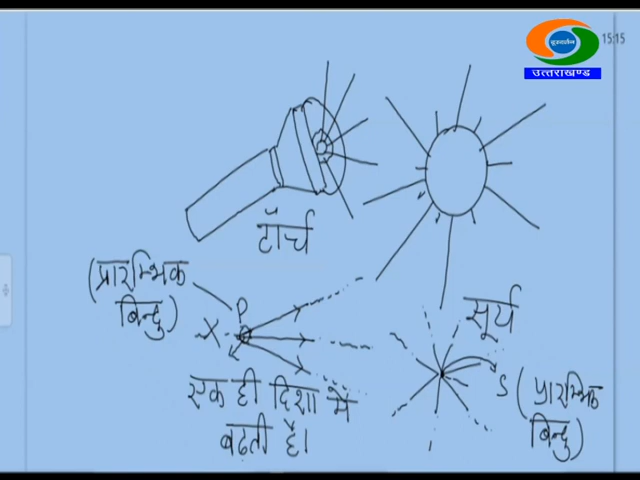 दूरदर्शन
15:15
उत्तराखण्ड
टॉर्च
(प्रारम्भिक
बिन्दु)
P
X
सूर्य
एक ही दिशा में
बढ़ती है।
S (प्रारम्भिक
बिन्दु)